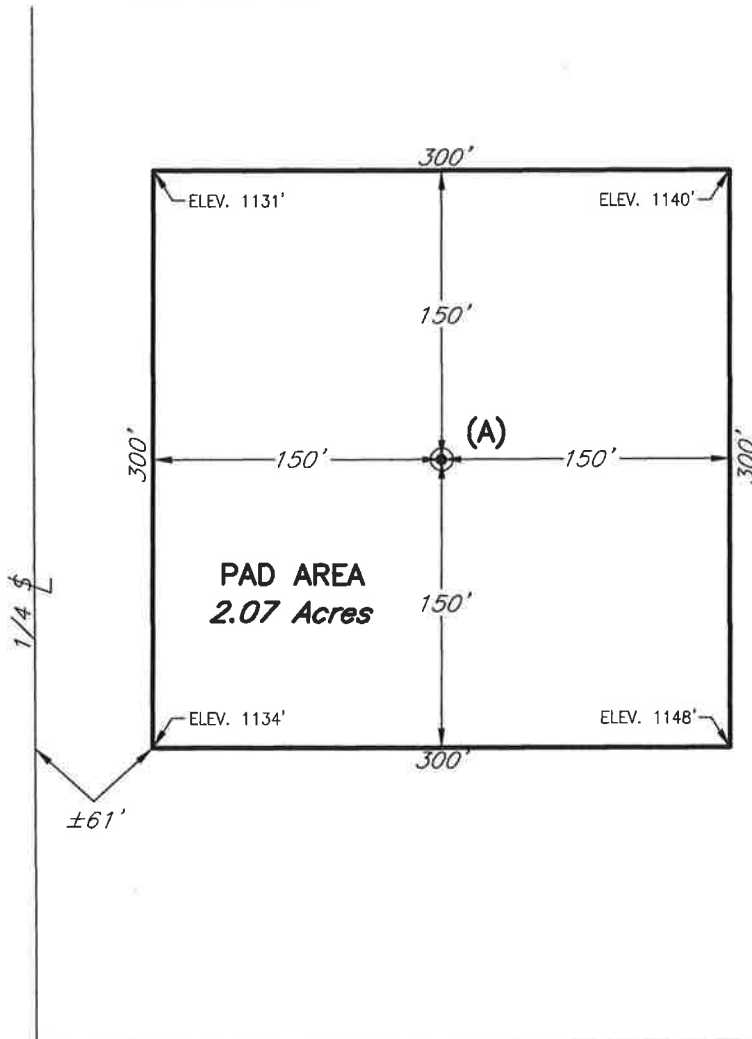 300'
ELEV. 1131'
ELEV. 1140'
150'
(A)
300'
150'
150'
300'
PAD AREA
2.07 Acres
150'
1/4 $ L
ELEV. 1134'
ELEV. 1148'
300'
±61'